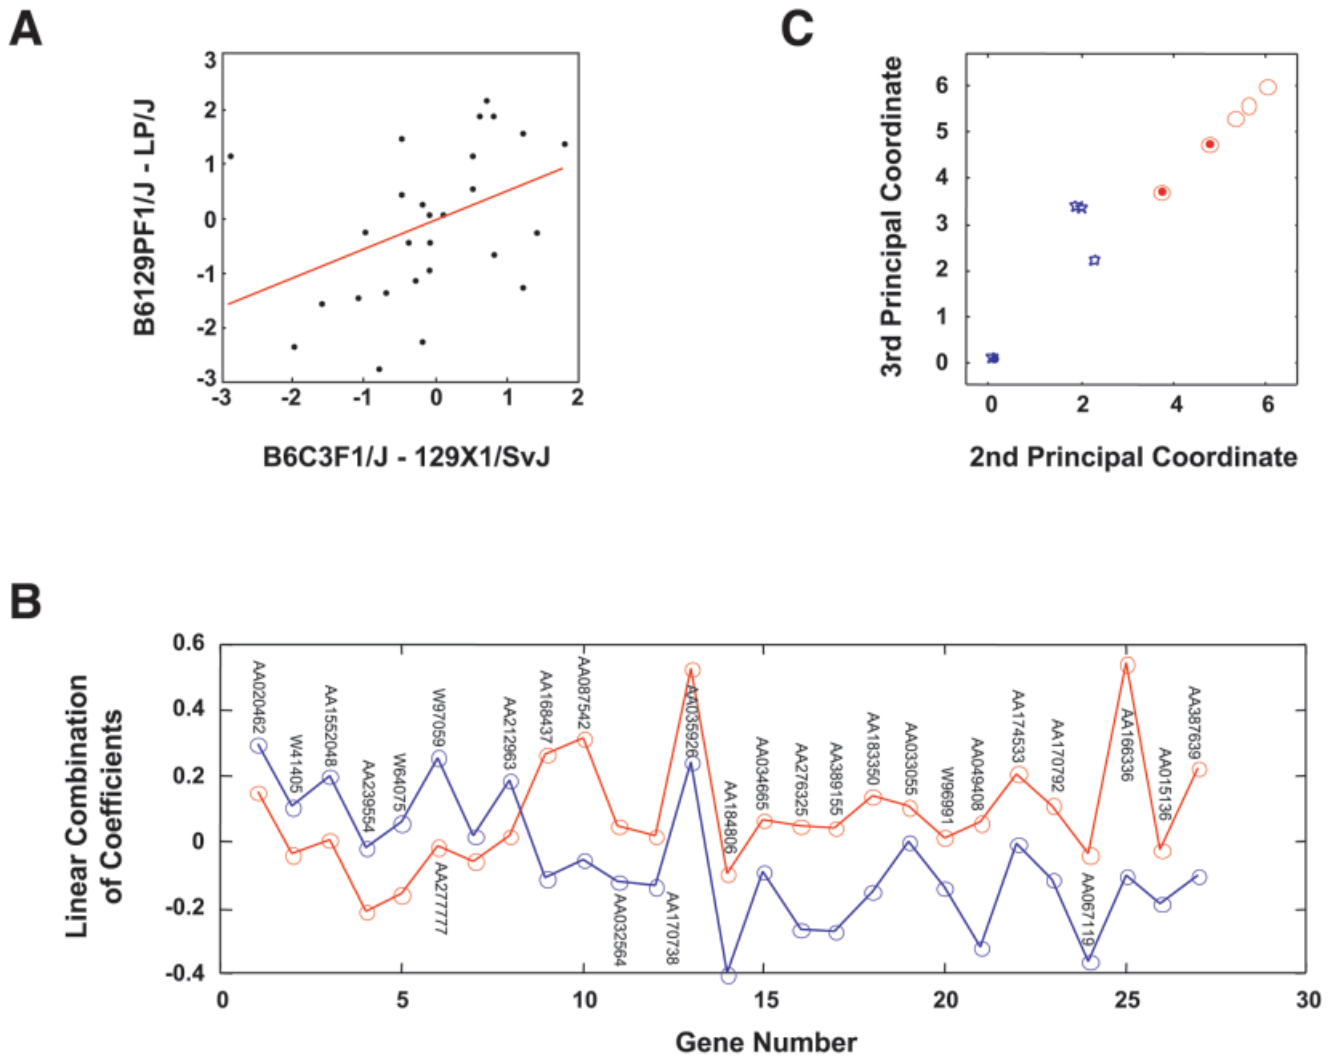 A
3
2
1
0
-1
-2
-3
-3
-2
-1
0
1
2
B6129PF1/J - LP/J
B6C3F1/J - 129X1/SvJ
C
6
5
4
3
2
1
0
0
2
4
6
3rd Principal Coordinate
2nd Principal Coordinate
B
0.6
0.4
0.2
0
-0.2
-0.4
0
5
10
15
20
25
30
Linear Combination
of Coefficients
Gene Number
AA020462
W41405
AA1552048
AA239554
W64075
W97059
AA277777
AA212963
AA168437
AA087542
AA032564
AA170738
AA035926
AA184806
AA034665
AA276325
AA389155
AA183350
AA033055
W96991
AA049408
AA174533
AA170792
AA067119
AA166336
AA015136
AA387639